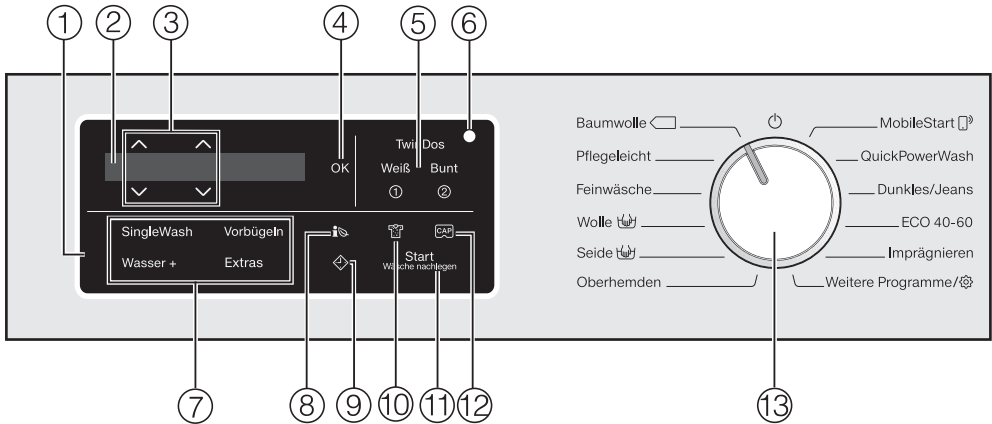 ① ② ③ ④ ⑤ ⑥
TwinDos
OK
Weiß Bunt
① ②
SingleWash Vorbügeln
Wasser + Extras
CAP
Start
Wäsche nachlegen
Baumwolle
Pflegeleicht
Feinwäsche
Wolle
Seide
Oberhemden
MobileStart
QuickPowerWash
Dunkles/Jeans
ECO 40-60
Imprägnieren
Weitere Programme/
⑦ ⑧ ⑨ ⑩ ⑪ ⑫ ⑬